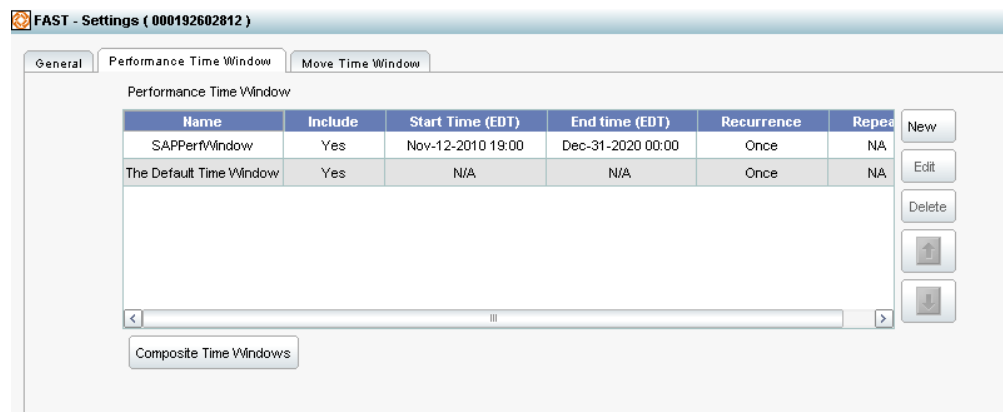 FAST - Settings ( 000192602812 )
General Performance Time Window Move Time Window
Performance Time Window
Name Include Start Time (EDT) End time (EDT) Recurrence Repea
SAPPerfWindow Yes Nov-12-2010 19:00 Dec-31-2020 00:00 Once NA
The Default Time Window Yes N/A N/A Once NA
New
Edit
Delete
Composite Time Windows